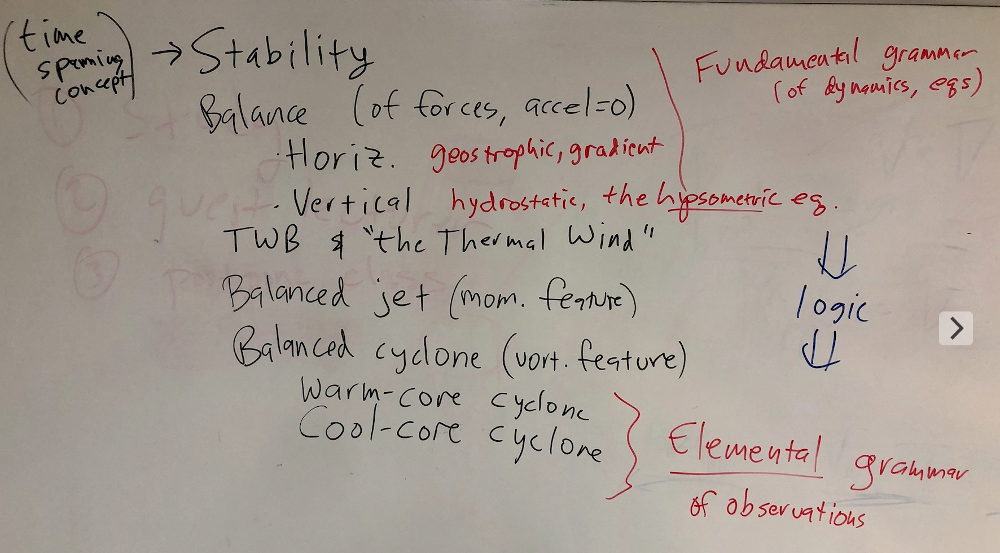 (time spanning concept) → Stability
Fundamental grammar
(of dynamics, eqs)
Balance (of forces, accel=0)
· Horiz. geostrophic, gradient
· Vertical hydrostatic, the hypsometric eq.
TWB & "the Thermal Wind"
⇓
logic
⇓
Balanced jet (mom. feature)
Balanced cyclone (vort. feature)
Warm-core cyclone
Cool-core cyclone
Elemental grammar
of observations